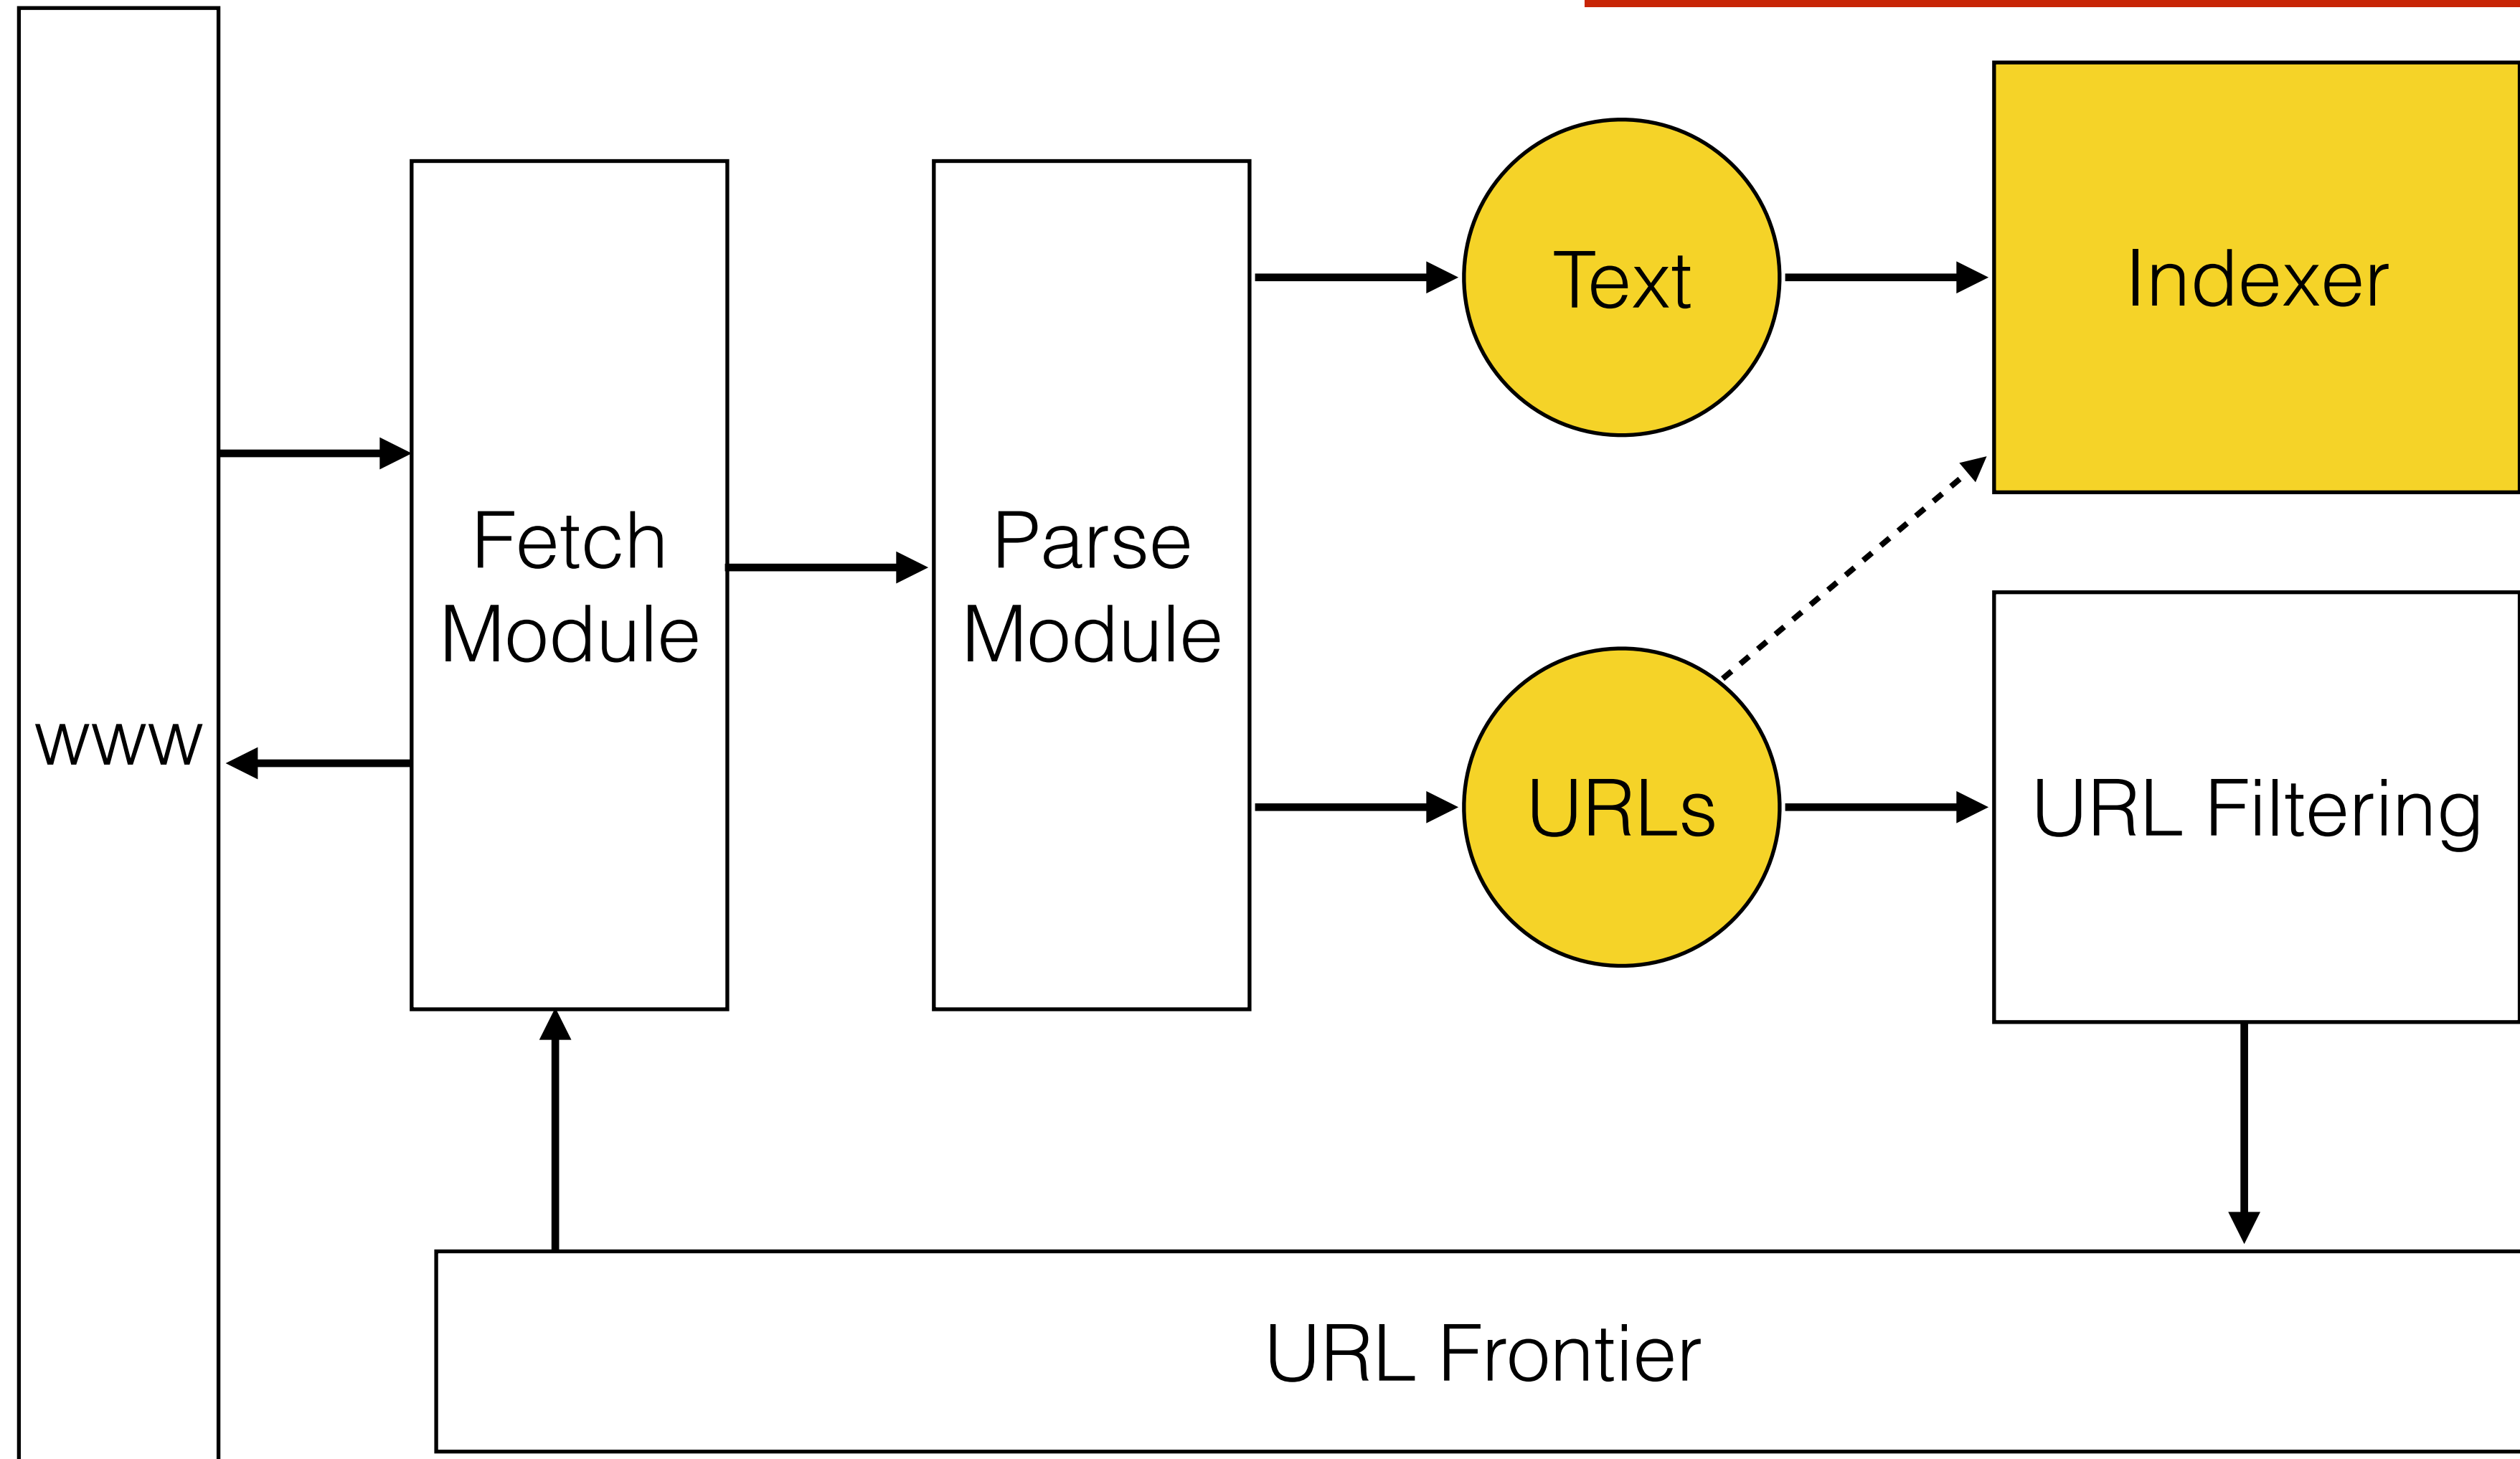 www
Fetch
Module
Parse
Module
Text
Indexer
URLs
URL Filtering
URL Frontier